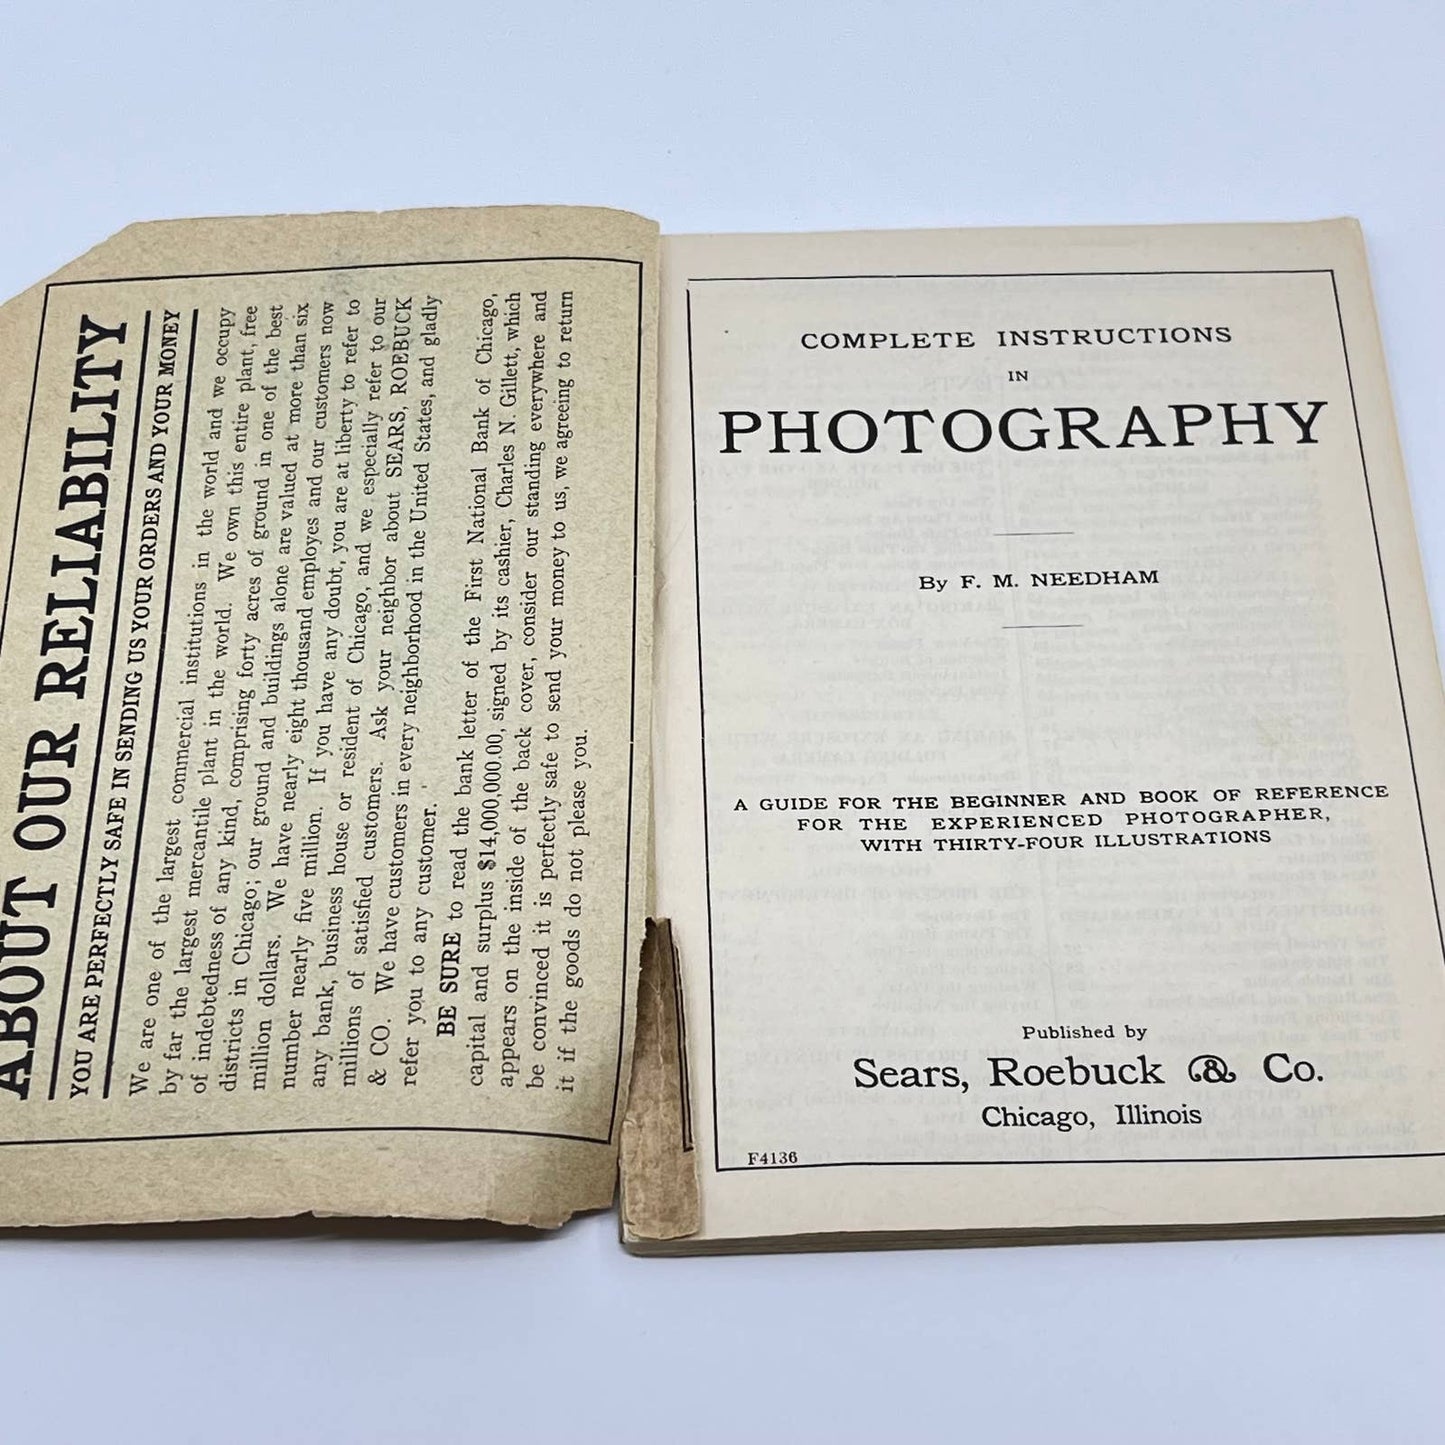 ABOUT OUR RELIABILITY
YOU ARE PERFECTLY SAFE IN SENDING US YOUR ORDERS AND YOUR MONEY
We are one of the largest commercial institutions in the world and we occupy
by far the largest mercantile plant in the world. We own this entire plant, free
of indebtedness of any kind, comprising forty acres of ground in one of the best
districts in Chicago; our ground and buildings alone are valued at more than six
million dollars. We have nearly eight thousand employes and our customers now
number nearly five million. If you have any doubt, you are at liberty to refer to
any bank, business house or resident of Chicago, and we especially refer to our
millions of satisfied customers. Ask your neighbor about SEARS, ROEBUCK
& CO. We have customers in every neighborhood in the United States, and gladly
refer you to any customer.
BE SURE to read the bank letter of the First National Bank of Chicago,
capital and surplus $14,000,000.00, signed by its cashier, Charles N. Gillett, which
appears on the inside of the back cover, consider our standing everywhere and
be convinced it is perfectly safe to send your money to us, we agreeing to return
it if the goods do not please you.
COMPLETE INSTRUCTIONS
IN
PHOTOGRAPHY
By F. M. NEEDHAM
A GUIDE FOR THE BEGINNER AND BOOK OF REFERENCE
FOR THE EXPERIENCED PHOTOGRAPHER,
WITH THIRTY-FOUR ILLUSTRATIONS
Published by
Sears, Roebuck & Co.
Chicago, Illinois
F4136